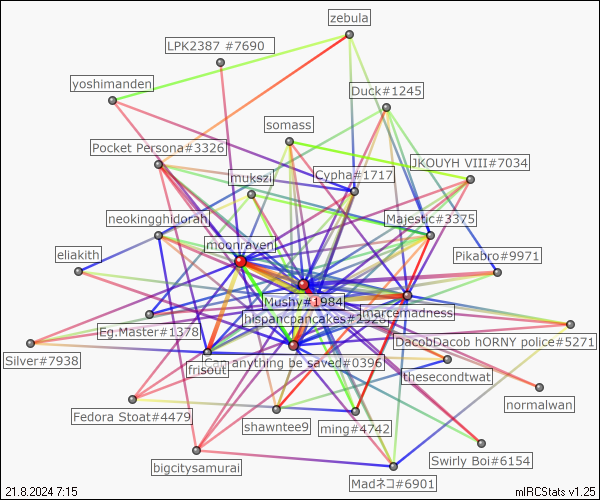 zebula
LPK2387 #7690
yoshimanden
Duck#1245
somass
Pocket Persona#3326
JKOUYH VIII#7034
mukszi
Cypha#1717
neokingghidorah
Majestic#3375
moonraven
eliakith
Pikabro#9971
Mushy#1984
marcernadness
hispancpancakes#2926
Eg.Master#1378
DacobDacob hORNY police#5271
Silver#7938
frisout
anything be saved#0396
thesecondtwat
normalwan
Fedora Stoat#4479
shawntee9
ming#4742
bigcitysamurai
Swirly Boi#6154
Madネコ#6901
21.8.2024 7:15
mIRCStats v1.25